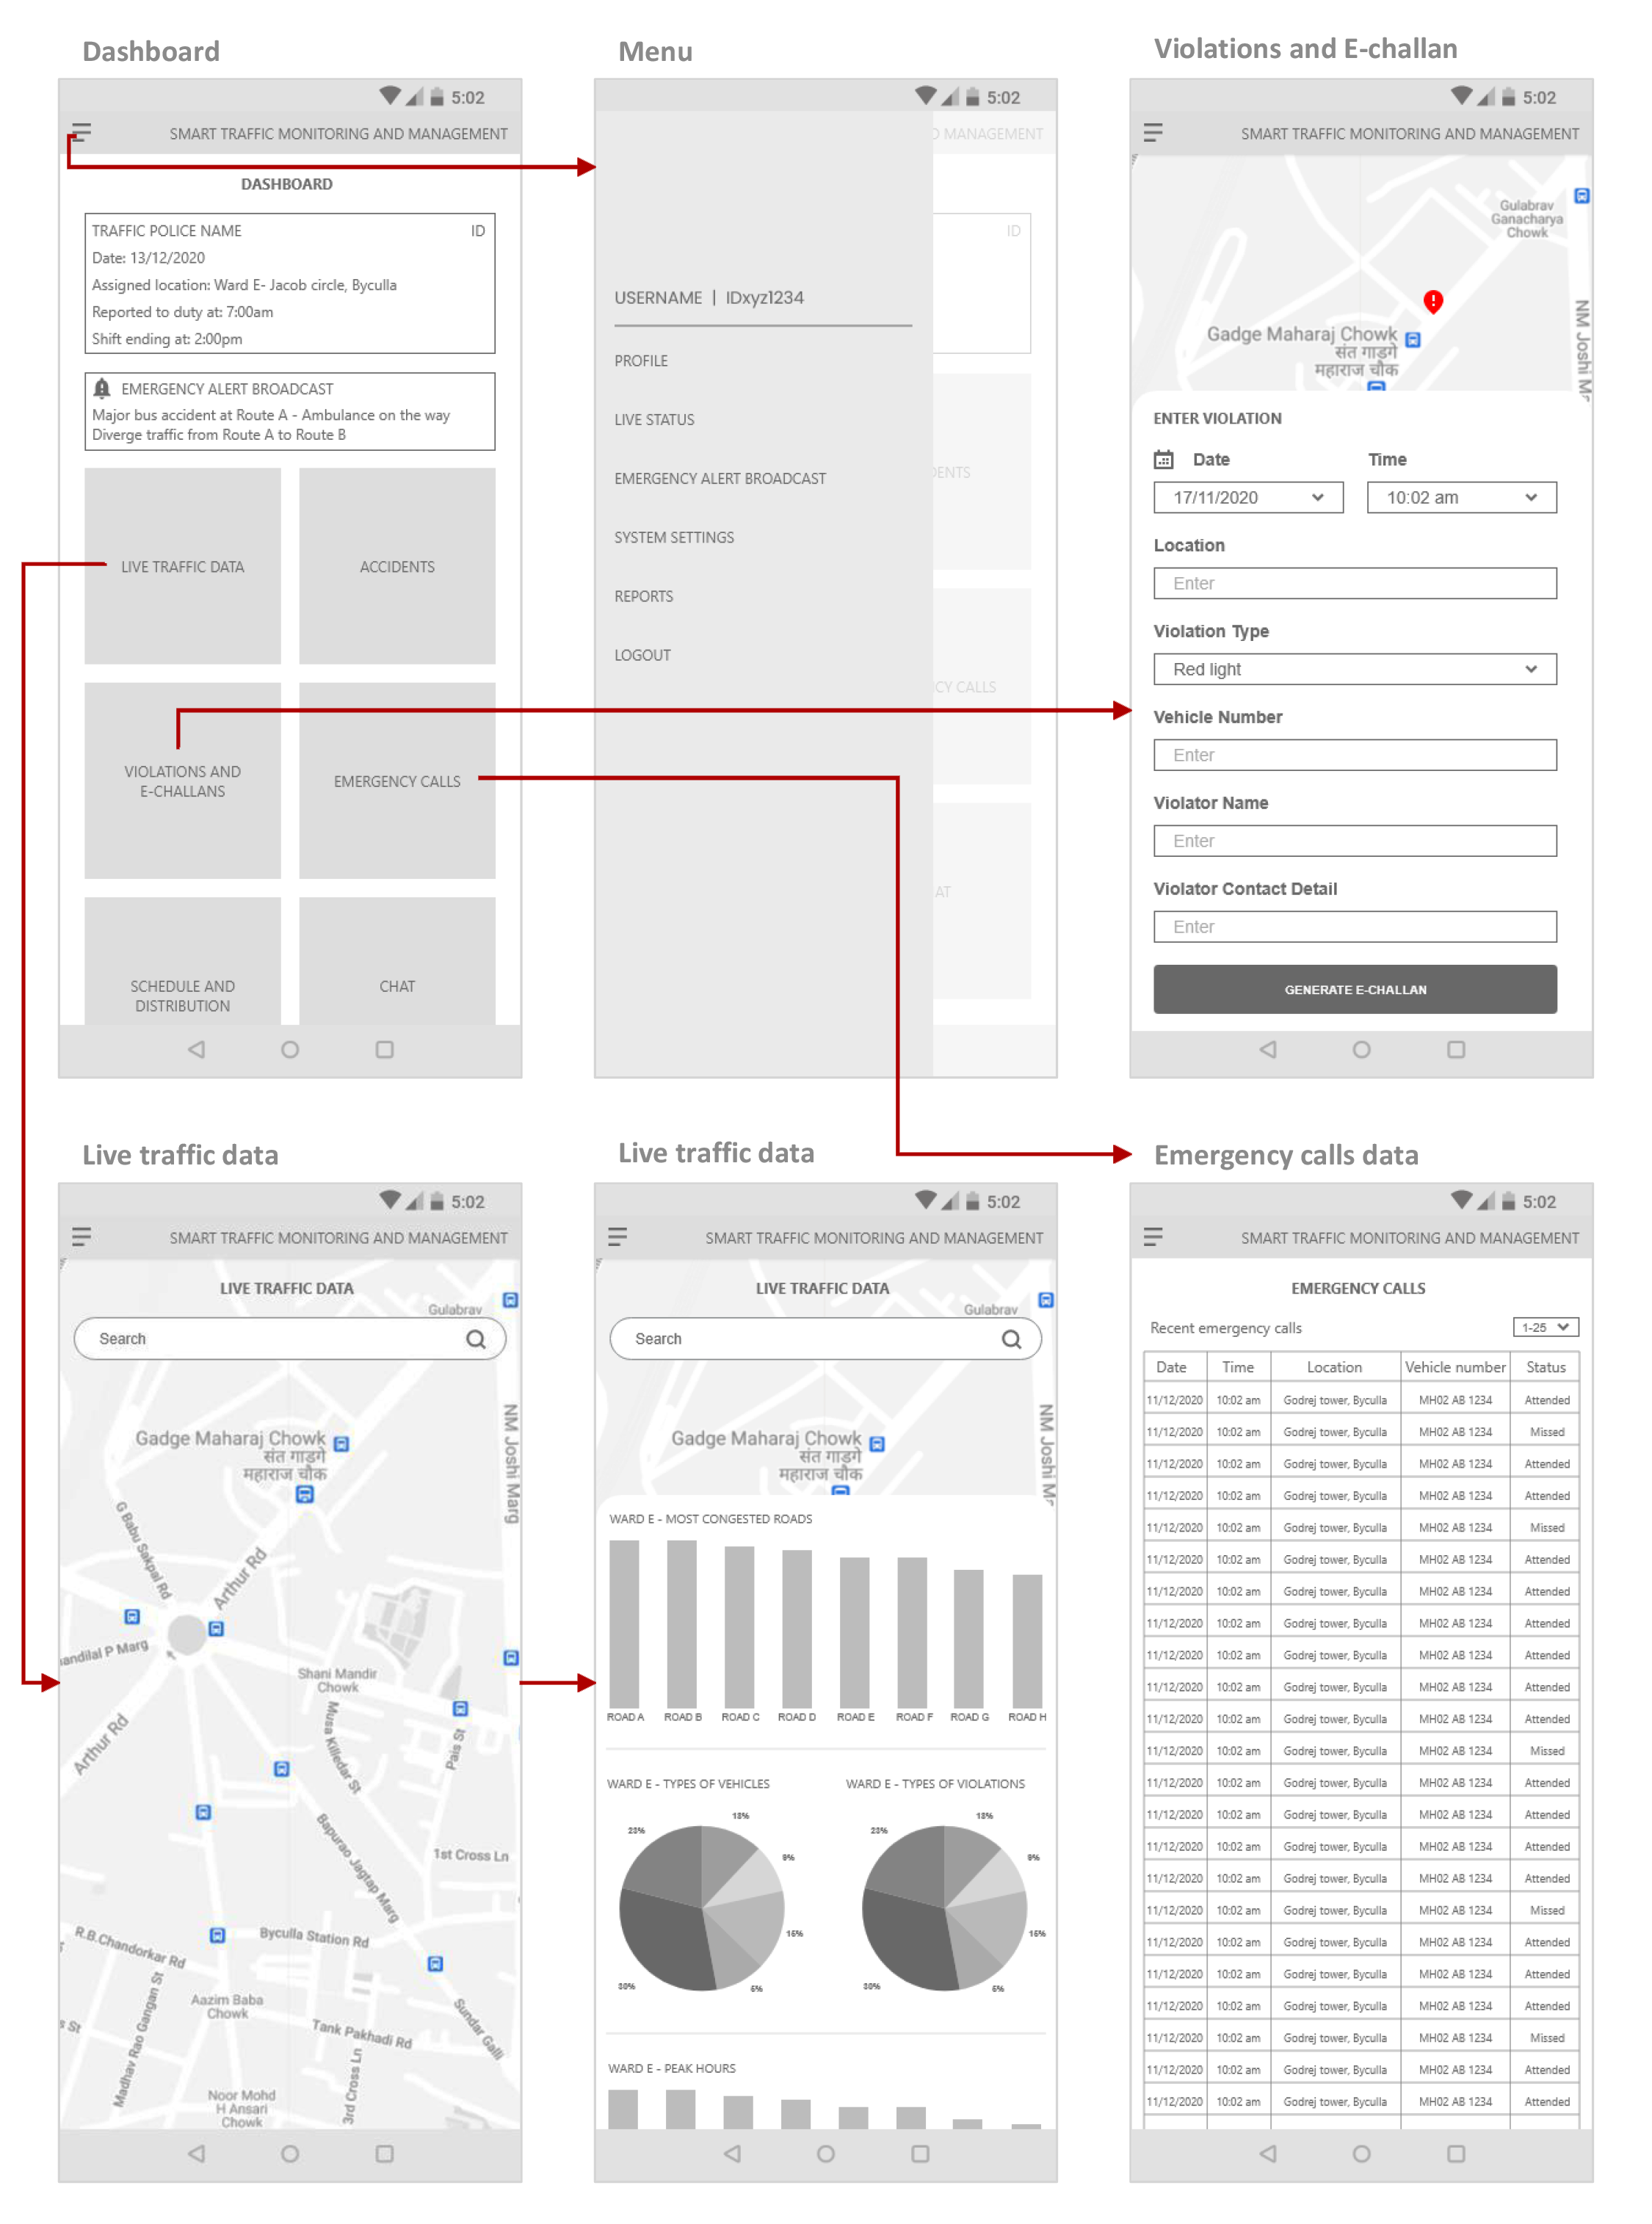 Dashboard
5:02
SMART TRAFFIC MONITORING AND MANAGEMENT
DASHBOARD
TRAFFIC POLICE NAME ID
Date: 13/12/2020
Assigned location: Ward E- Jacob circle, Byculla
Reported to duty at: 7:00am
Shift ending at: 2:00pm
EMERGENCY ALERT BROADCAST
Major bus accident at Route A - Ambulance on the way
Diverge traffic from Route A to Route B
LIVE TRAFFIC DATA
ACCIDENTS
VIOLATIONS AND
E-CHALLANS
EMERGENCY CALLS
SCHEDULE AND
DISTRIBUTION
CHAT
Menu
5:02
D MANAGEMENT
ID
USERNAME | IDxyz1234
PROFILE
LIVE STATUS
EMERGENCY ALERT BROADCAST
SYSTEM SETTINGS
REPORTS
LOGOUT
DENTS
CY CALLS
AT
Violations and E-challan
5:02
SMART TRAFFIC MONITORING AND MANAGEMENT
Gulabrav
Ganacharya
Chowk
NM Joshi Ma
Gadge Maharaj Chowk
संत गाडगे
महाराज चौक
ENTER VIOLATION
Date Time
17/11/2020 10:02 am
Location
Enter
Violation Type
Red light
Vehicle Number
Enter
Violator Name
Enter
Violator Contact Detail
Enter
GENERATE E-CHALLAN
Live traffic data
5:02
SMART TRAFFIC MONITORING AND MANAGEMENT
LIVE TRAFFIC DATA
Gulabrav
Search
NM Joshi Marg
Gadge Maharaj Chowk
संत गाडगे
महाराज चौक
G Babu Sakpal Rd
Arthur Rd
andilal P Marg
Shani Mandir
Chowk
Musa Killedar St
Pais St
Arthur Rd
Bapurao Jagtap Marg
1st Cross Ln
R.B.Chandorkar Rd
Byculla Station Rd
Aazim Baba
Chowk
s St
Madhav Rao Gangan St
Tank Pakhadi Rd
Sundar Galli
3rd Cross Ln
Noor Mohd
H Ansari
Chowk
Live traffic data
5:02
SMART TRAFFIC MONITORING AND MANAGEMENT
LIVE TRAFFIC DATA
Gulabrav
Search
NM Joshi Ma
Gadge Maharaj Chowk
संत गाडगे
महाराज चौक
WARD E - MOST CONGESTED ROADS
ROAD A ROAD B ROAD C ROAD D ROAD E ROAD F ROAD G ROAD H
WARD E - TYPES OF VEHICLES
13%
23%
9%
15%
30%
6%
WARD E - TYPES OF VIOLATIONS
13%
23%
9%
15%
30%
6%
WARD E - PEAK HOURS
Emergency calls data
5:02
SMART TRAFFIC MONITORING AND MANAGEMENT
EMERGENCY CALLS
Recent emergency calls 1-25
Date Time Location Vehicle number Status
11/12/2020 10:02 am Godrej tower, Byculla MH02 AB 1234 Attended
11/12/2020 10:02 am Godrej tower, Byculla MH02 AB 1234 Missed
11/12/2020 10:02 am Godrej tower, Byculla MH02 AB 1234 Attended
11/12/2020 10:02 am Godrej tower, Byculla MH02 AB 1234 Attended
11/12/2020 10:02 am Godrej tower, Byculla MH02 AB 1234 Missed
11/12/2020 10:02 am Godrej tower, Byculla MH02 AB 1234 Attended
11/12/2020 10:02 am Godrej tower, Byculla MH02 AB 1234 Attended
11/12/2020 10:02 am Godrej tower, Byculla MH02 AB 1234 Attended
11/12/2020 10:02 am Godrej tower, Byculla MH02 AB 1234 Attended
11/12/2020 10:02 am Godrej tower, Byculla MH02 AB 1234 Attended
11/12/2020 10:02 am Godrej tower, Byculla MH02 AB 1234 Attended
11/12/2020 10:02 am Godrej tower, Byculla MH02 AB 1234 Missed
11/12/2020 10:02 am Godrej tower, Byculla MH02 AB 1234 Attended
11/12/2020 10:02 am Godrej tower, Byculla MH02 AB 1234 Attended
11/12/2020 10:02 am Godrej tower, Byculla MH02 AB 1234 Attended
11/12/2020 10:02 am Godrej tower, Byculla MH02 AB 1234 Attended
11/12/2020 10:02 am Godrej tower, Byculla MH02 AB 1234 Missed
11/12/2020 10:02 am Godrej tower, Byculla MH02 AB 1234 Attended
11/12/2020 10:02 am Godrej tower, Byculla MH02 AB 1234 Attended
11/12/2020 10:02 am Godrej tower, Byculla MH02 AB 1234 Attended
11/12/2020 10:02 am Godrej tower, Byculla MH02 AB 1234 Missed
11/12/2020 10:02 am Godrej tower, Byculla MH02 AB 1234 Attended
11/12/2020 10:02 am Godrej tower, Byculla MH02 AB 1234 Attended